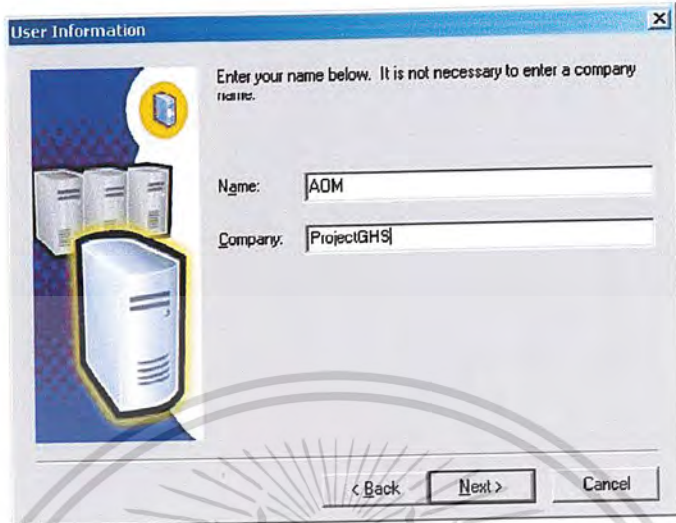 User Information
Enter your name below. It is not necessary to enter a company
name.
Name: AOM
Company: ProjectGHS
< Back Next > Cancel